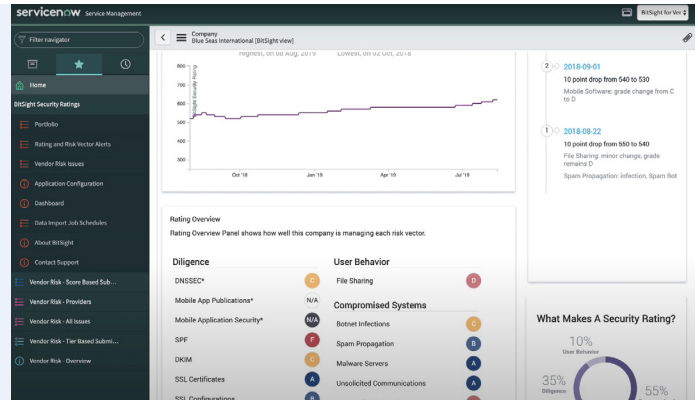 servicenow Service Management
BitSight for Ver
Filter navigator
Company
Blue Seas International [BitSight view]
Home
BitSight Security Ratings
Portfolio
Rating and Risk Vector Alerts
Vendor Risk Issues
Application Configuration
Dashboard
Data Import Job Schedules
About BitSight
Contact Support
Vendor Risk - Score Based Sub...
Vendor Risk - Providers
Vendor Risk - All Issues
Vendor Risk - Tier Based Submi...
Vendor Risk - Overview
Highest, on 08 Aug, 2019 Lowest, on 02 Oct, 2018
BitSight Security Rating
800
700
600
500
400
300
Oct '18 Jan '19 Apr '19 Jul '19
2 2018-09-01
10 point drop from 540 to 530
Mobile Software: grade change from C
to D
1 2018-08-22
10 point drop from 550 to 540
File Sharing: minor change, grade
remains D
Spam Propagation: infection, Spam Bot
Rating Overview
Rating Overview Panel shows how well this company is managing each risk vector.
Diligence
DNSSEC* C
Mobile App Publications* N/A
Mobile Application Security* N/A
SPF F
DKIM C
SSL Certificates A
SSL Configurations B
User Behavior
File Sharing D
Compromised Systems
Botnet Infections C
Spam Propagation B
Malware Servers A
Unsolicited Communications A
What Makes A Security Rating?
10%
User Behavior
35%
Diligence
55%